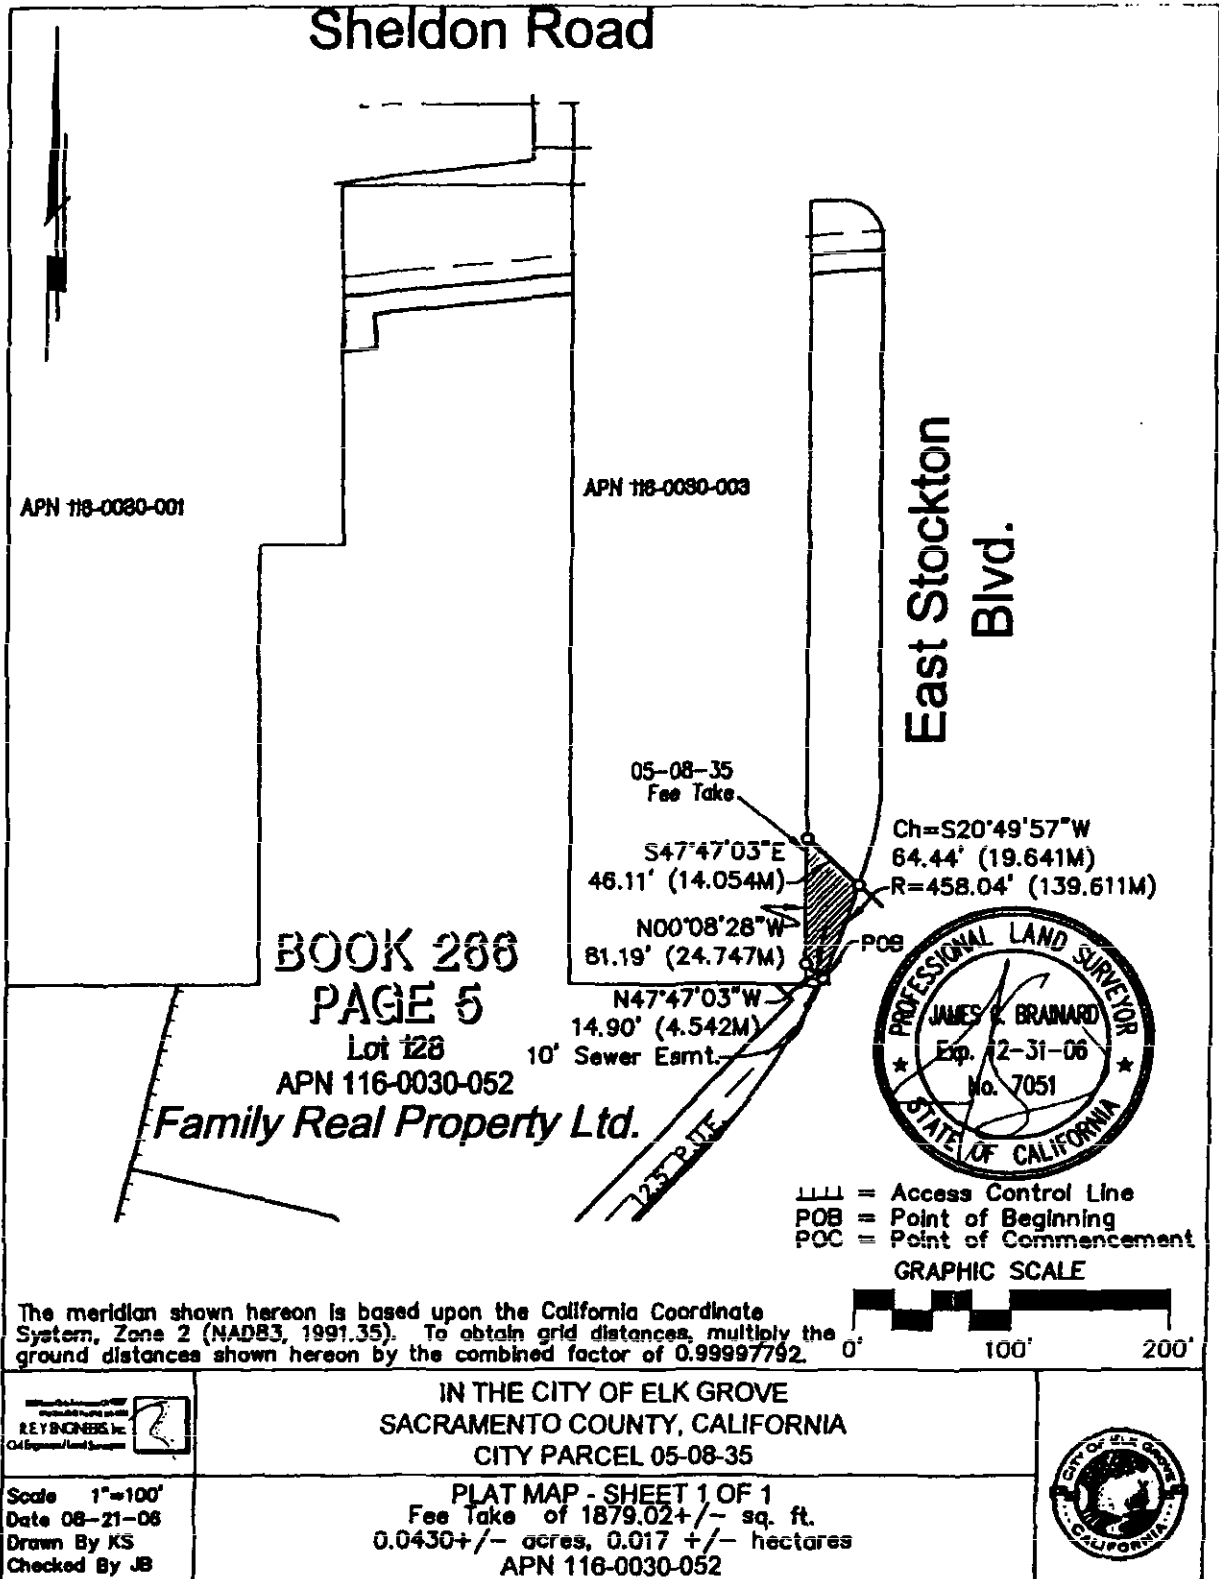 Sheldon Road
APN 116-0030-001
APN 116-0030-003
East Stockton
Blvd.
05-08-35
Fee Take
S47°47'03"E
46.11' (14.054M)
N00°08'28"W
81.19' (24.747M)
Ch=S20°49'57"W
64.44' (19.641M)
R=458.04' (139.611M)
POB
N47°47'03"W
14.90' (4.542M)
10' Sewer Esmt.
12.5' P.U.E.
BOOK 266
PAGE 5
Lot 128
APN 116-0030-052
Family Real Property Ltd.
PROFESSIONAL LAND SURVEYOR
JAMES BRAINARD
Exp. 12-31-06
No. 7051
STATE OF CALIFORNIA
= Access Control Line
POB = Point of Beginning
POC = Point of Commencement
GRAPHIC SCALE
0' 100' 200'
The meridian shown hereon is based upon the California Coordinate
System, Zone 2 (NAD83, 1991.35). To obtain grid distances, multiply the
ground distances shown hereon by the combined factor of 0.99997792.
R.E.Y ENGINEERS, Inc.
Civil Engineers / Land Surveyors
IN THE CITY OF ELK GROVE
SACRAMENTO COUNTY, CALIFORNIA
CITY PARCEL 05-08-35
Scale 1"=100'
Date 08-21-06
Drawn By KS
Checked By JB
PLAT MAP - SHEET 1 OF 1
Fee Take of 1879.02+/- sq. ft.
0.0430+/- acres, 0.017 +/- hectares
APN 116-0030-052
CITY OF ELK GROVE
CALIFORNIA